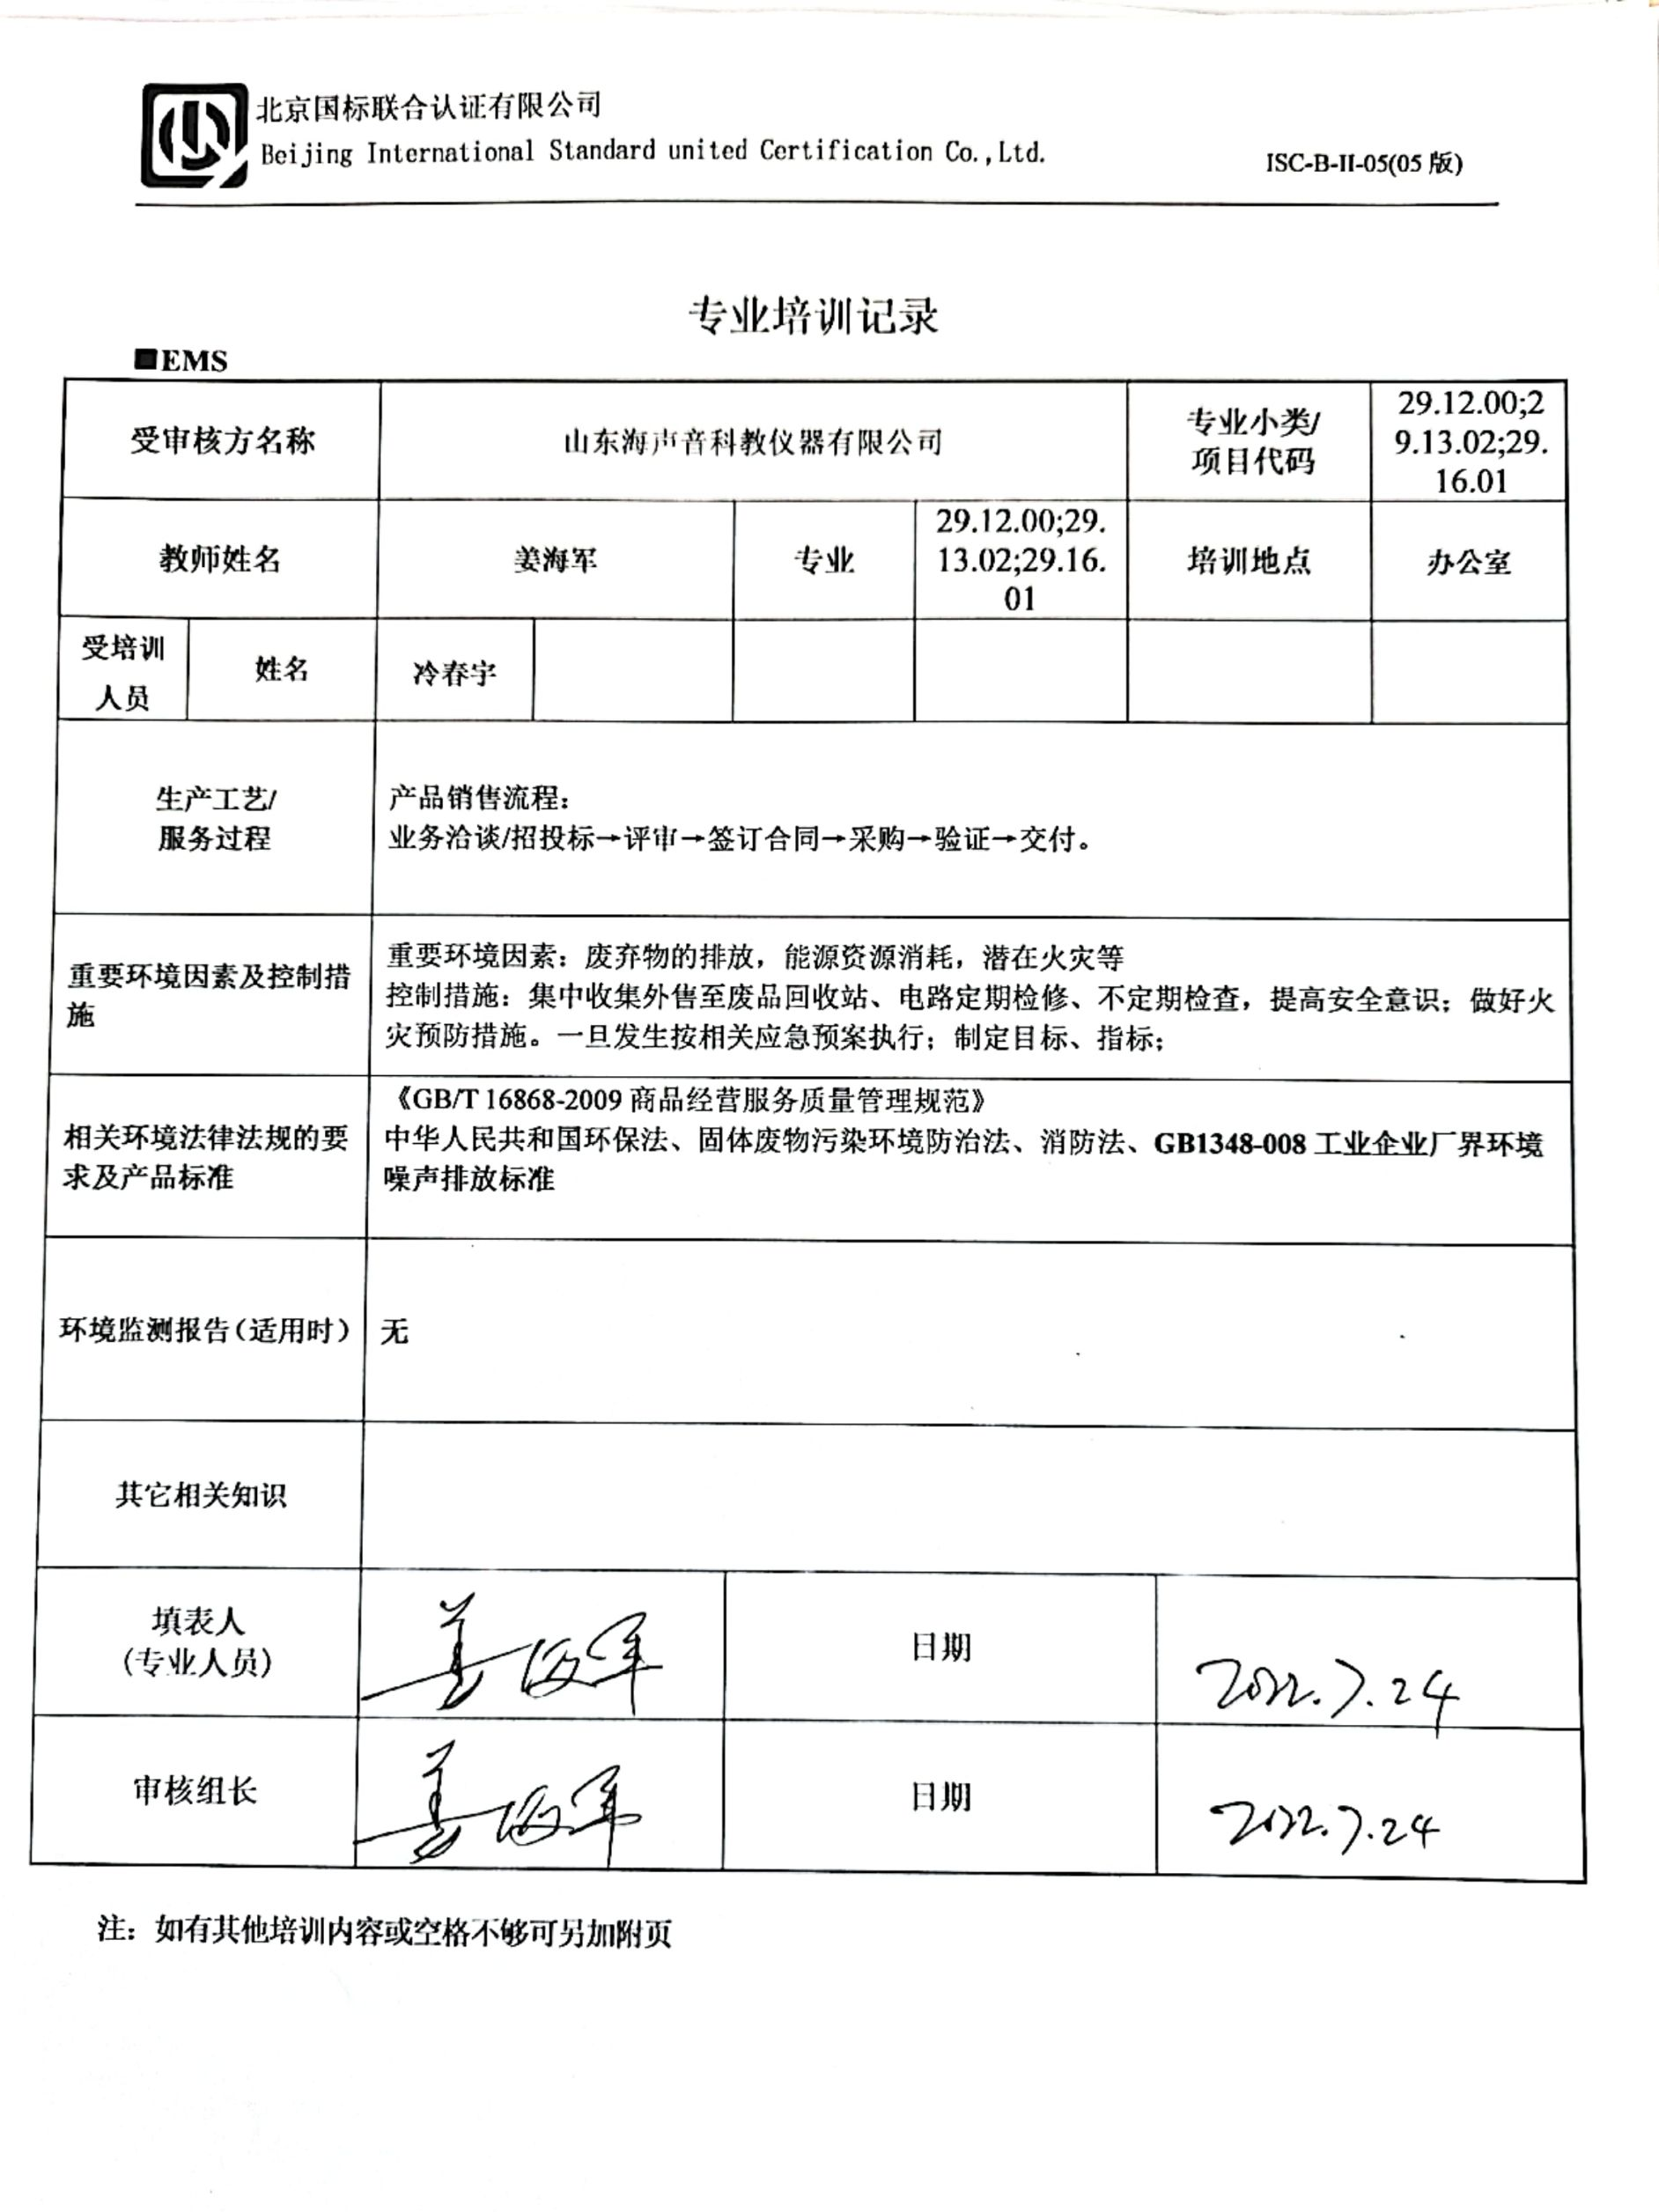 北京国标联合认证有限公司
Beijing International Standard united Certification Co.,Ltd.
ISC-B-II-05(05 版)
专业培训记录
■EMS
受审核方名称
山东海声音科教仪器有限公司
专业小类/
项目代码
29.12.00;2
9.13.02;29.
16.01
教师姓名
姜海军
专业
29.12.00;29.
13.02;29.16.
01
培训地点
办公室
受培训
人员
姓名
冷春宇
生产工艺/
服务过程
产品销售流程：
业务洽谈/招投标→评审→签订合同→采购→验证→交付。
重要环境因素及控制措
施
重要环境因素：废弃物的排放，能源资源消耗，潜在火灾等
控制措施：集中收集外售至废品回收站、电路定期检修、不定期检查，提高安全意识；做好火
灾预防措施。一旦发生按相关应急预案执行；制定目标、指标；
相关环境法律法规的要
求及产品标准
《GB/T 16868-2009 商品经营服务质量管理规范》
中华人民共和国环保法、固体废物污染环境防治法、消防法、GB1348-008 工业企业厂界环境
噪声排放标准
环境监测报告（适用时）
无
其它相关知识
填表人
（专业人员）
姜海军
日期
2022.7.24
审核组长
姜海军
日期
2022.7.24
注：如有其他培训内容或空格不够可另加附页